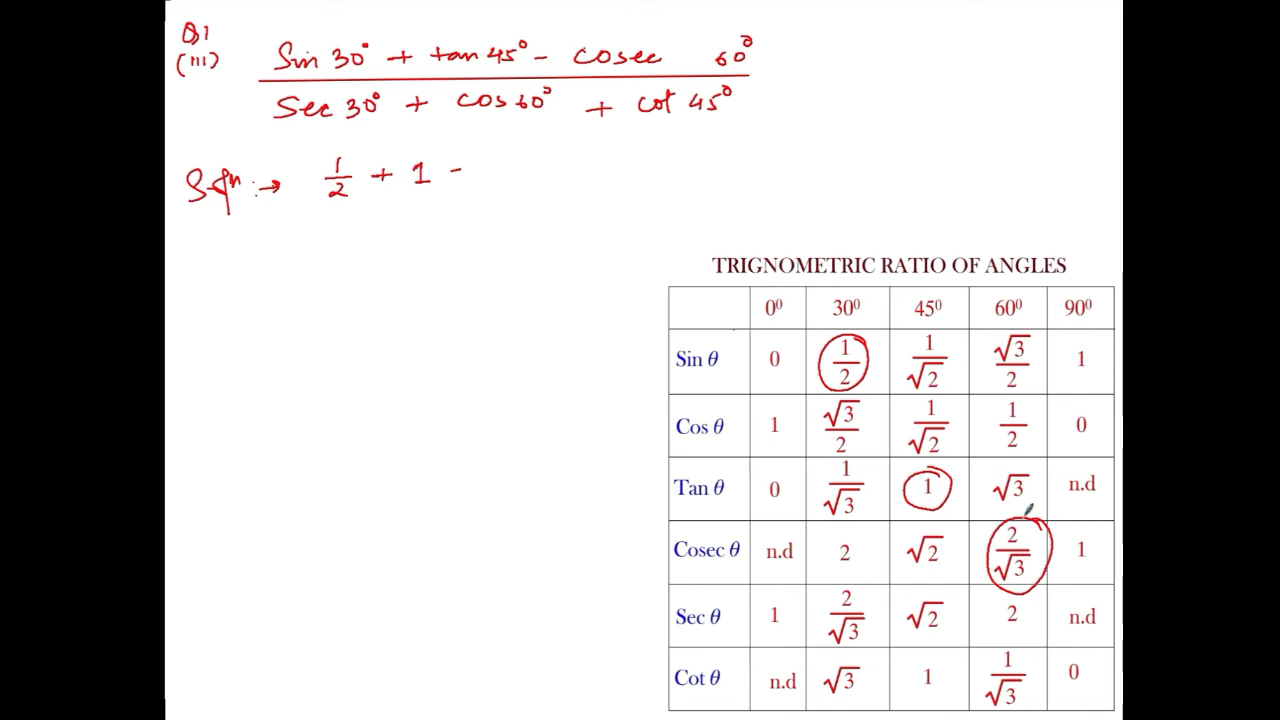 Q1
(iii) Sin 30° + tan 45° - cosec 60°
Sec 30° + cos 60° + cot 45°
Solⁿ :→ 1/2 + 1 -
TRIGNOMETRIC RATIO OF ANGLES
0⁰ 30⁰ 45⁰ 60⁰ 90⁰
Sin θ 0 1/2 1/√2 √3/2 1
Cos θ 1 √3/2 1/√2 1/2 0
Tan θ 0 1/√3 1 √3 n.d
Cosec θ n.d 2 √2 2/√3 1
Sec θ 1 2/√3 √2 2 n.d
Cot θ n.d √3 1 1/√3 0